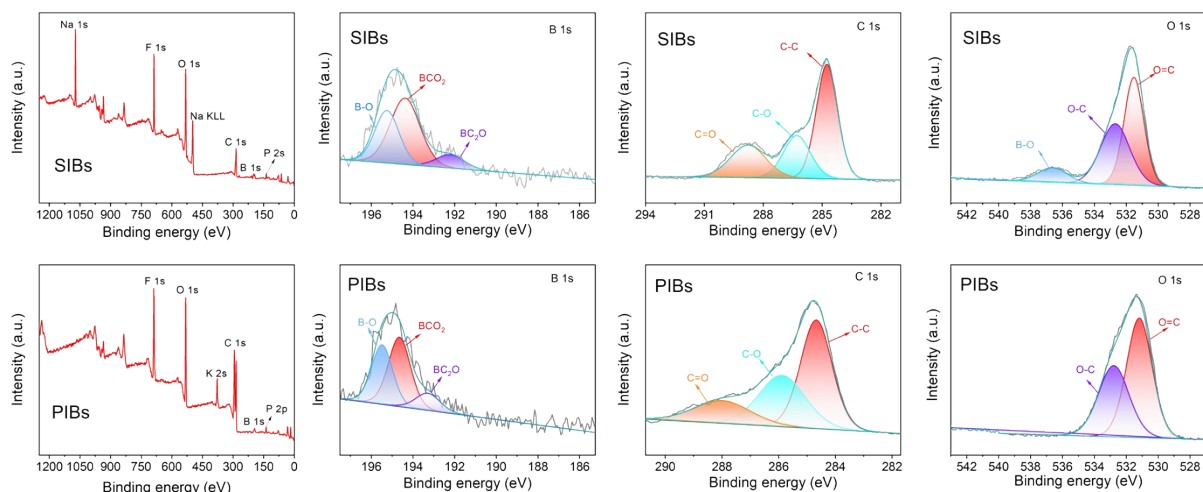 Na 1s
F 1s
O 1s
Na KLL
C 1s
P 2s
B 1s
SIBs
Intensity (a.u.)
1200 1050 900 750 600 450 300 150 0
Binding energy (eV)
SIBs
B 1s
BCO₂
B-O
BC₂O
Intensity (a.u.)
196 194 192 190 188 186
Binding energy (eV)
SIBs
C 1s
C-C
C-O
C=O
Intensity (a.u.)
294 291 288 285 282
Binding energy (eV)
SIBs
O 1s
O=C
O-C
B-O
Intensity (a.u.)
542 540 538 536 534 532 530 528
Binding energy (eV)
F 1s
O 1s
C 1s
K 2s
P 2p
B 1s
PIBs
Intensity (a.u.)
1200 1050 900 750 600 450 300 150 0
Binding energy (eV)
PIBs
B 1s
B-O
BCO₂
BC₂O
Intensity (a.u.)
196 194 192 190 188 186
Binding energy (eV)
PIBs
C 1s
C-C
C-O
C=O
Intensity (a.u.)
290 288 286 284 282
Binding energy (eV)
PIBs
O 1s
O=C
O-C
Intensity (a.u.)
542 540 538 536 534 532 530 528
Binding energy (eV)